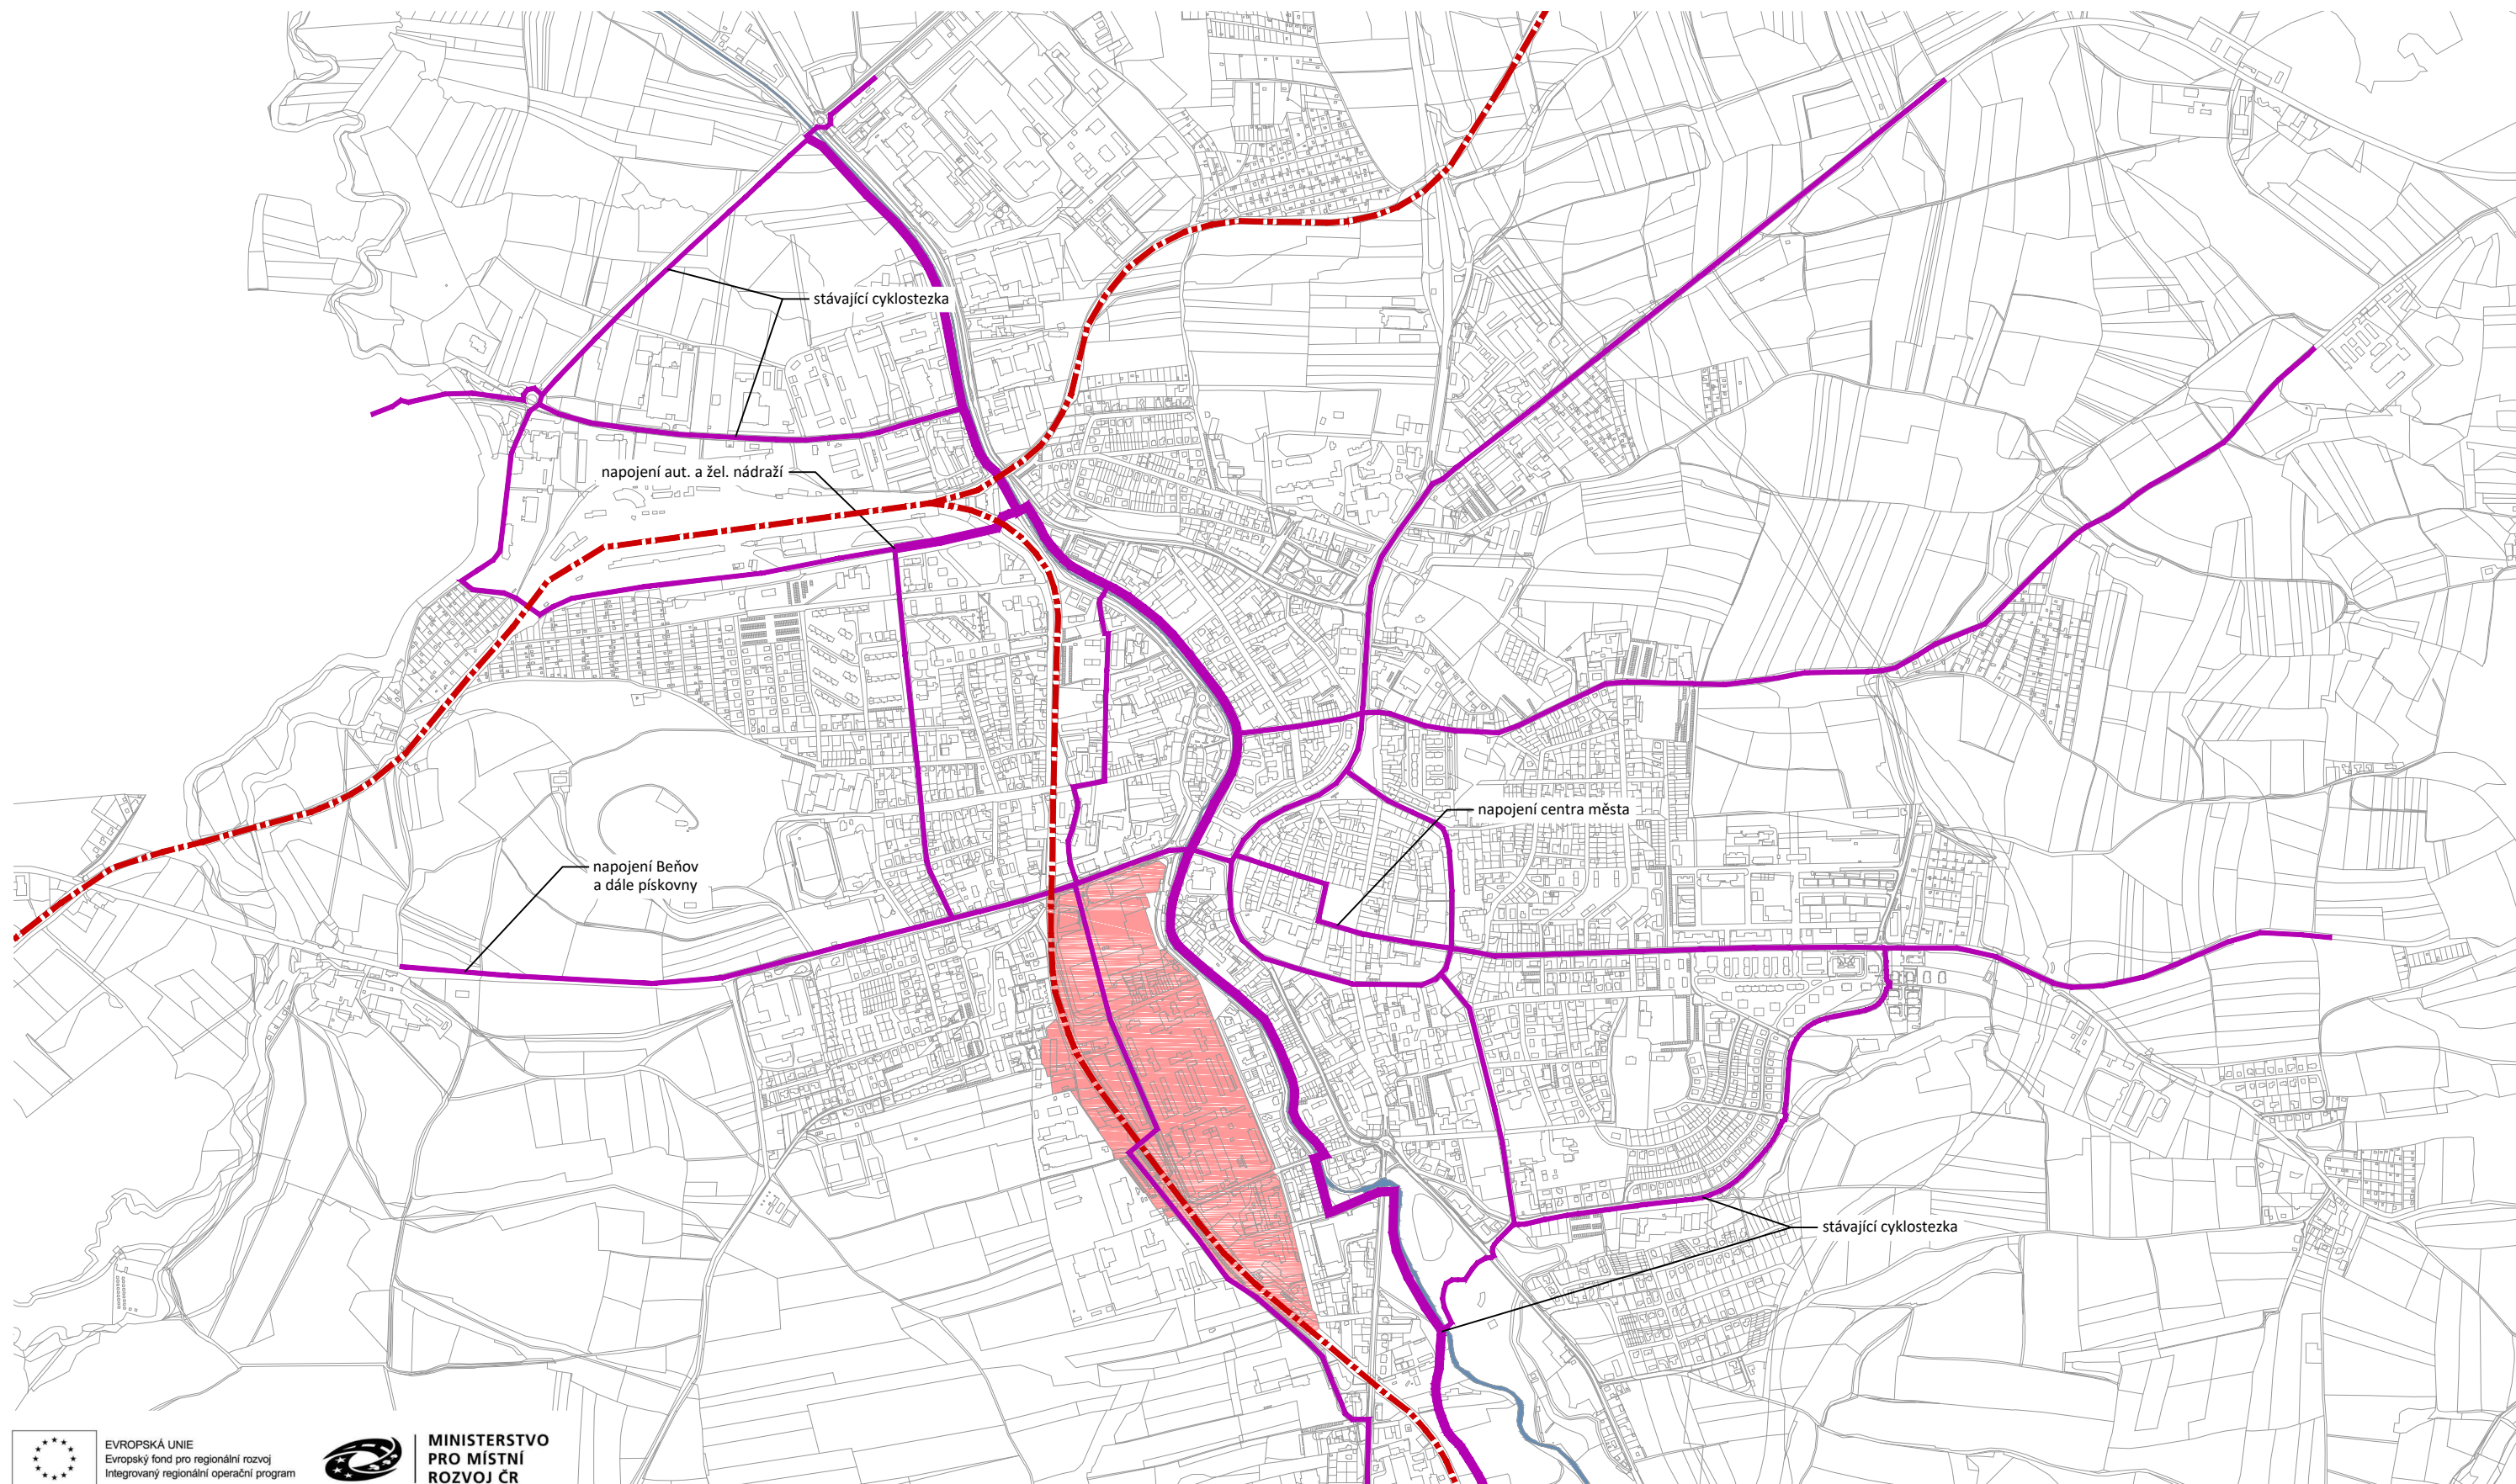 stávající cyklostezka
napojení aut. a žel. nádraží
napojení centra města
napojení Beňov
a dále pískovny
stávající cyklostezka
EVROPSKÁ UNIE
Evropský fond pro regionální rozvoj
Integrovaný regionální operační program
MINISTERSTVO
PRO MÍSTNÍ
ROZVOJ ČR